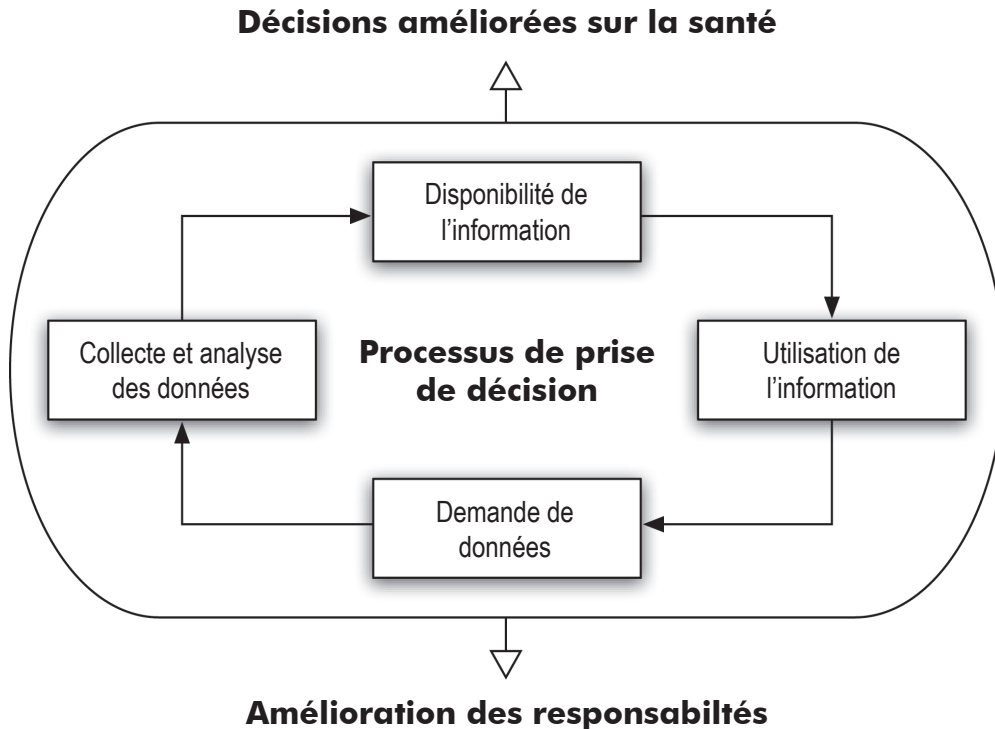 Décisions améliorées sur la santé
Disponibilité de
l’information
Collecte et analyse
des données
Processus de prise
de décision
Utilisation de
l’information
Demande de
données
Amélioration des responsabiltés